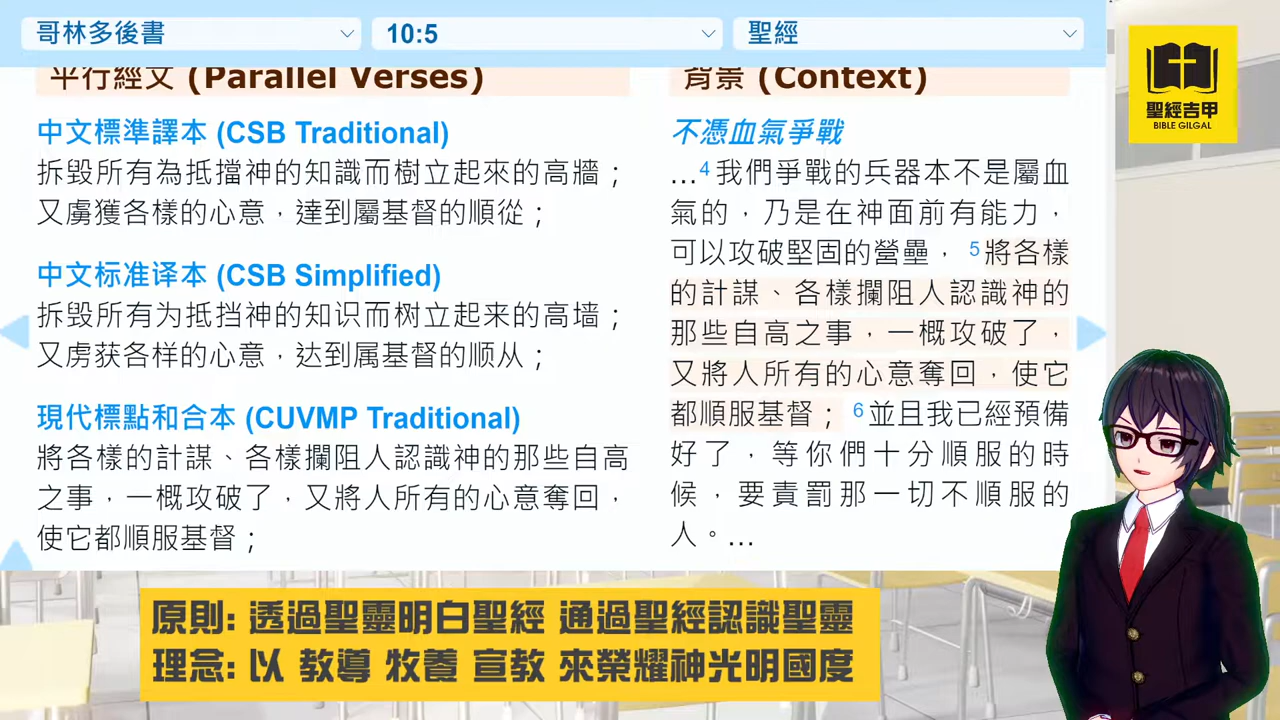 哥林多後書
10:5
聖經
平行經文 (Parallel Verses)
中文標準譯本 (CSB Traditional)
拆毀所有為抵擋神的知識而樹立起來的高牆；
又虜獲各樣的心意，達到屬基督的順從；
中文标准译本 (CSB Simplified)
拆毁所有为抵挡神的知识而树立起来的高墙；
又虏获各样的心意，达到属基督的顺从；
現代標點和合本 (CUVMP Traditional)
將各樣的計謀、各樣攔阻人認識神的那些自高
之事，一概攻破了，又將人所有的心意奪回，
使它都順服基督；
背景 (Context)
不憑血氣爭戰
…4 我們爭戰的兵器本不是屬血
氣的，乃是在神面前有能力，
可以攻破堅固的營壘， 5 將各樣
的計謀、各樣攔阻人認識神的
那些自高之事，一概攻破了，
又將人所有的心意奪回，使它
都順服基督； 6 並且我已經預備
好了，等你們十分順服的時
候，要責罰那一切不順服的
人。…
聖經吉甲
BIBLE GILGAL
原則: 透過聖靈明白聖經 通過聖經認識聖靈
理念: 以 教導 牧養 宣教 來榮耀神光明國度